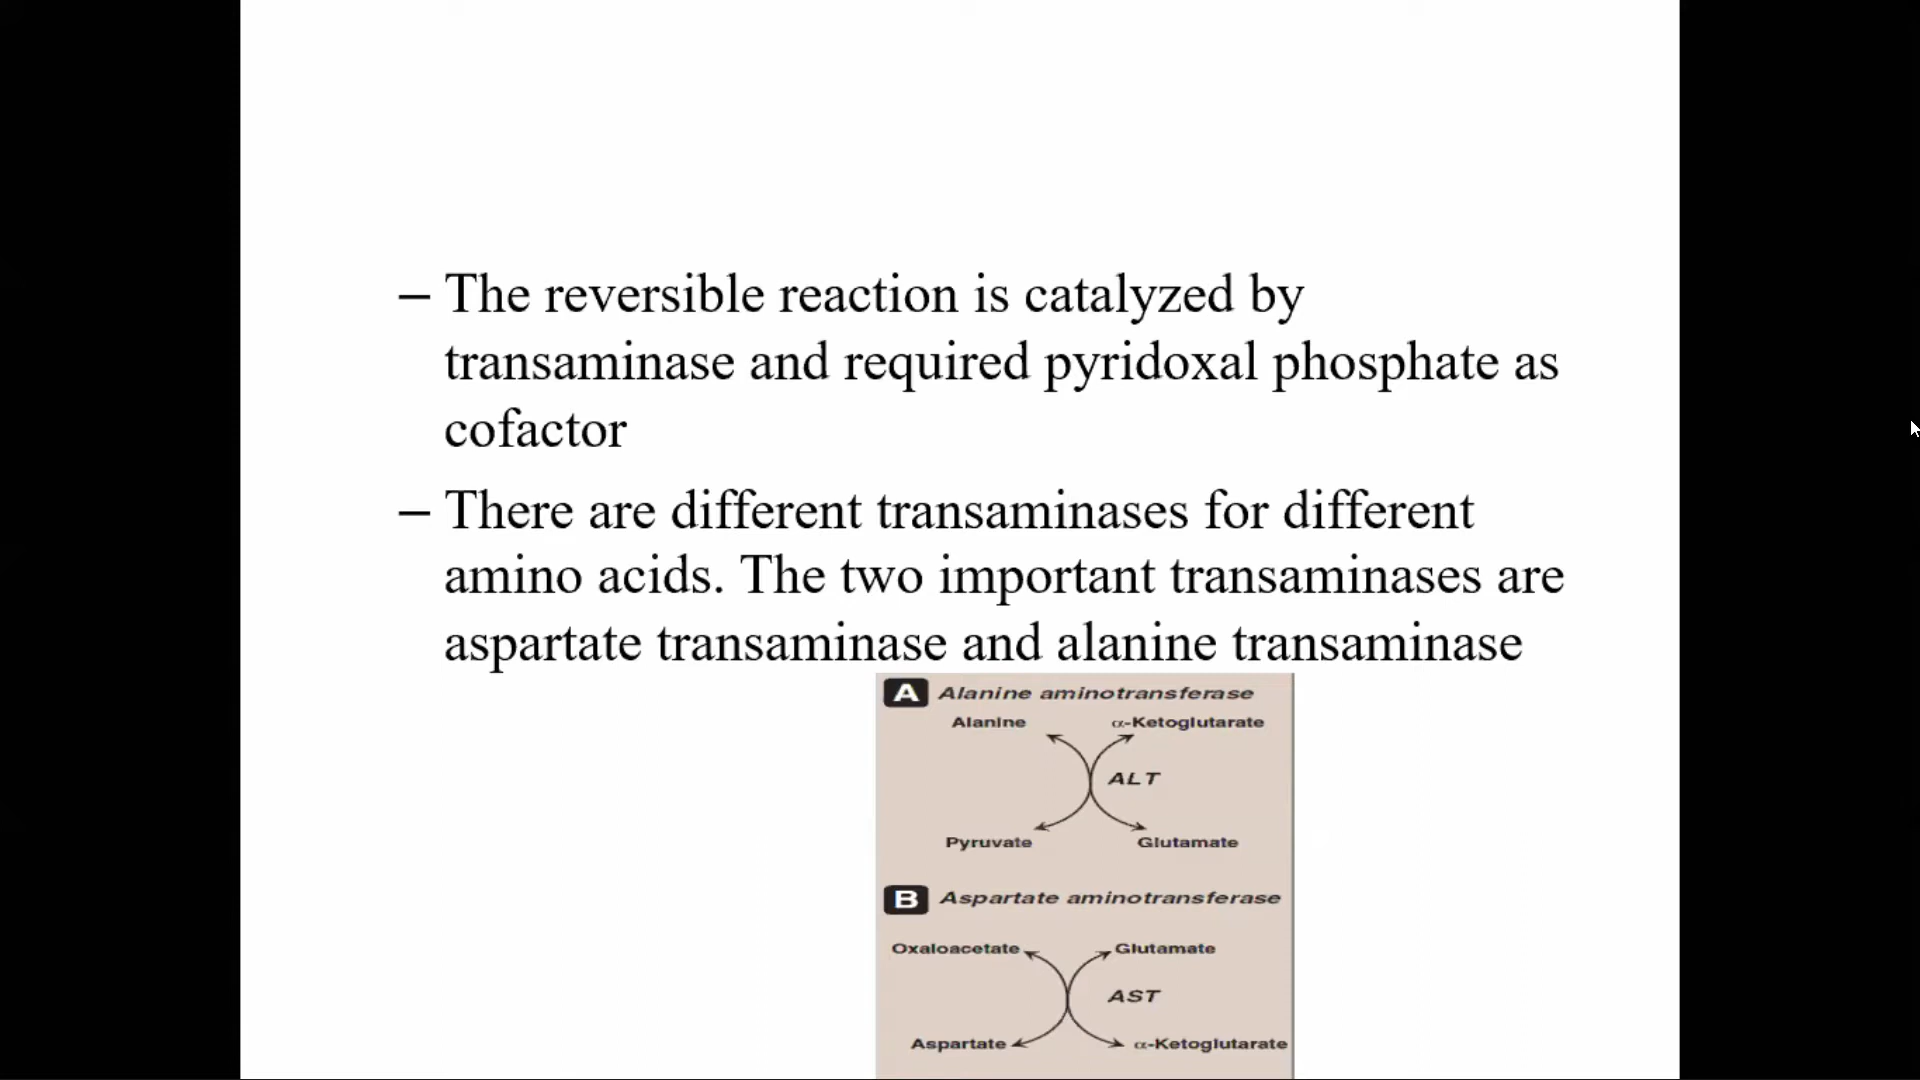 – The reversible reaction is catalyzed by
transaminase and required pyridoxal phosphate as
cofactor
– There are different transaminases for different
amino acids. The two important transaminases are
aspartate transaminase and alanine transaminase
A Alanine aminotransferase
Alanine α-Ketoglutarate
ALT
Pyruvate Glutamate
B Aspartate aminotransferase
Oxaloacetate Glutamate
AST
Aspartate α-Ketoglutarate